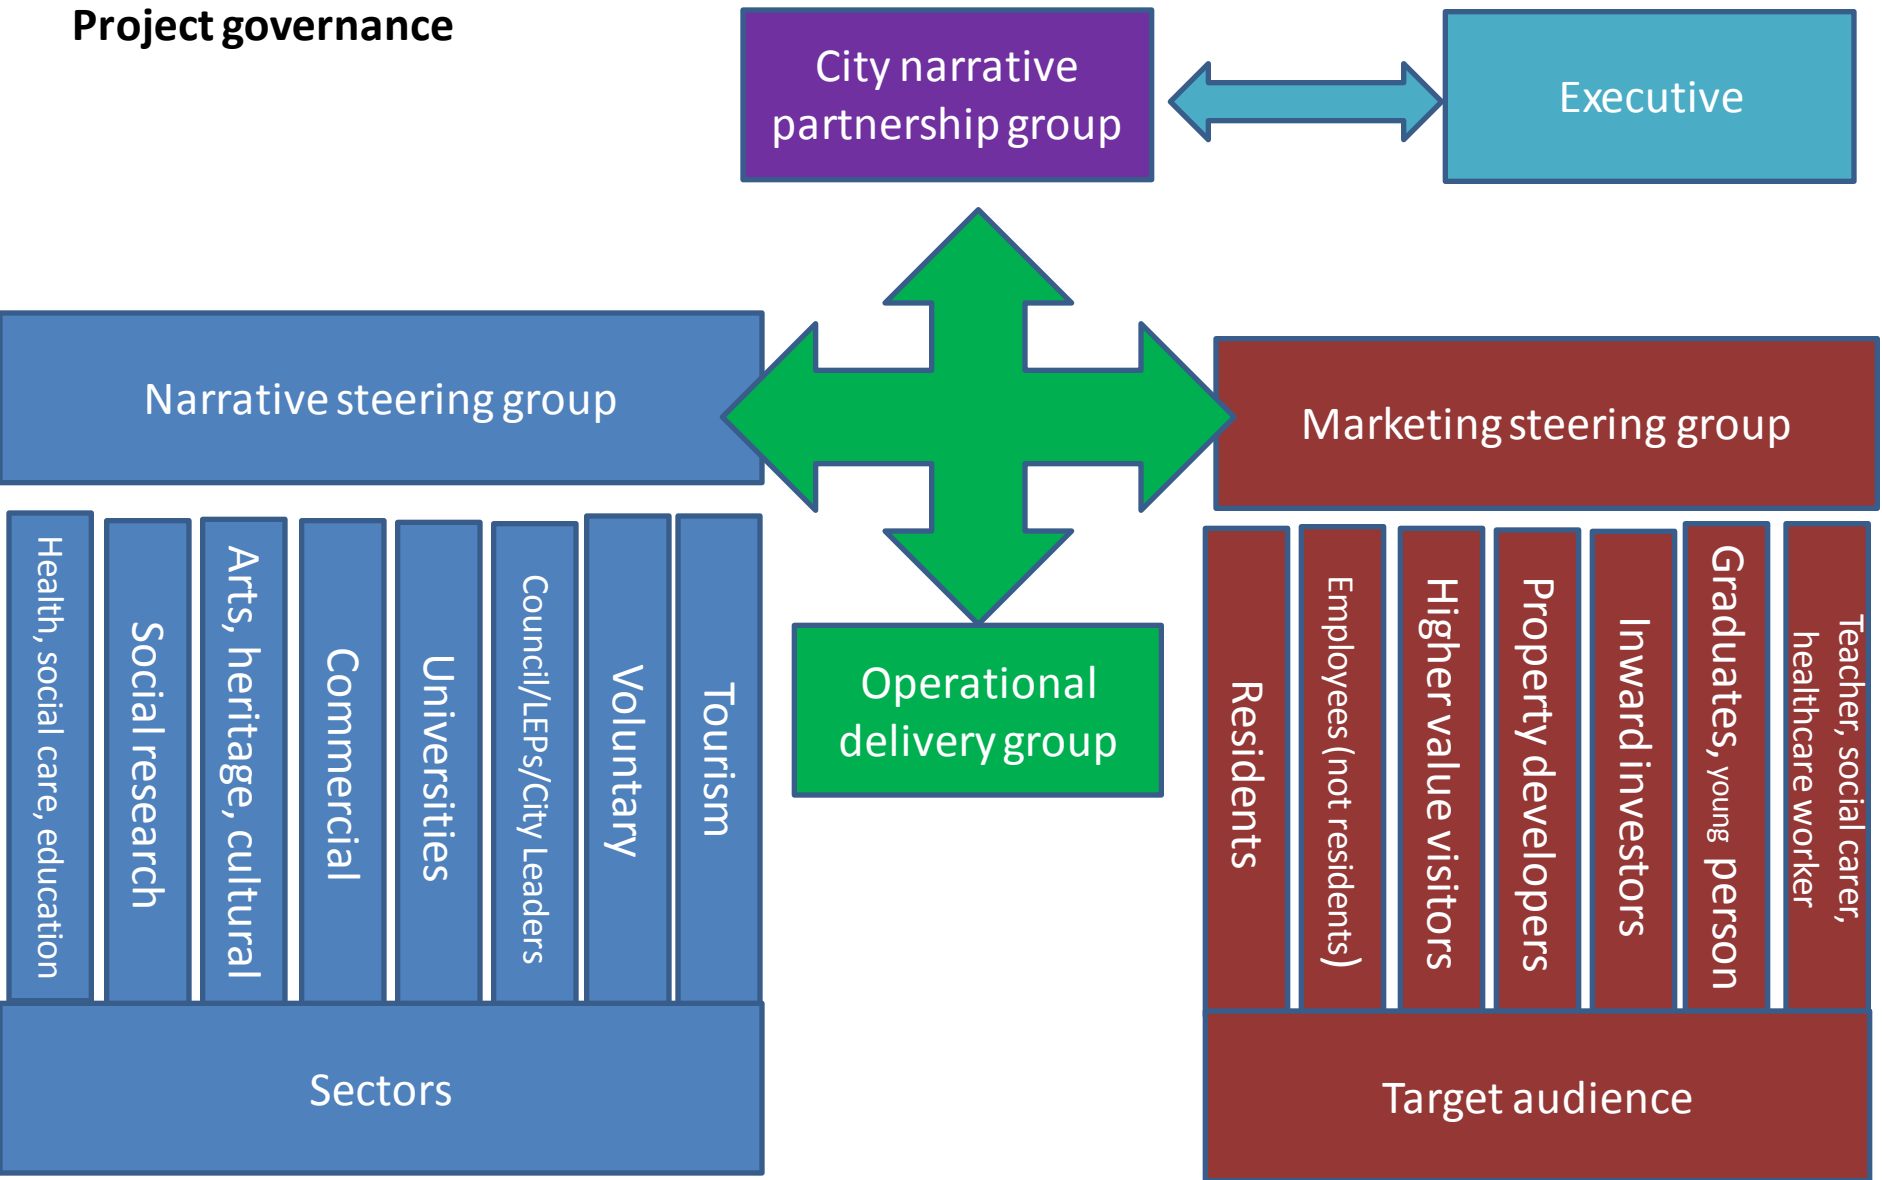 Project governance
City narrative
partnership group
Executive
Narrative steering group
Marketing steering group
Health, social care, education
Social research
Arts, heritage, cultural
Commercial
Universities
Council/LEPs/City Leaders
Voluntary
Tourism
Operational
delivery group
Residents
Employees (not residents)
Higher value visitors
Property developers
Inward investors
Graduates, young person
Teacher, social carer,
healthcare worker
Sectors
Target audience